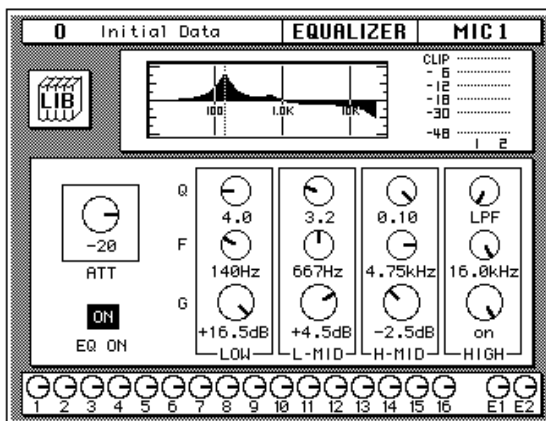 0 Initial Data EQUALIZER MIC 1
LIB
100 1.0K 10K
CLIP
- 6
-12
-18
-30
-48
1 2
Q 4.0 3.2 0.10 LPF
F 140Hz 667Hz 4.75kHz 16.0kHz
G +16.5dB +4.5dB -2.5dB on
LOW L-MID H-MID HIGH
-20
ATT
ON
EQ ON
1 2 3 4 5 6 7 8 9 10 11 12 13 14 15 16 E1 E2